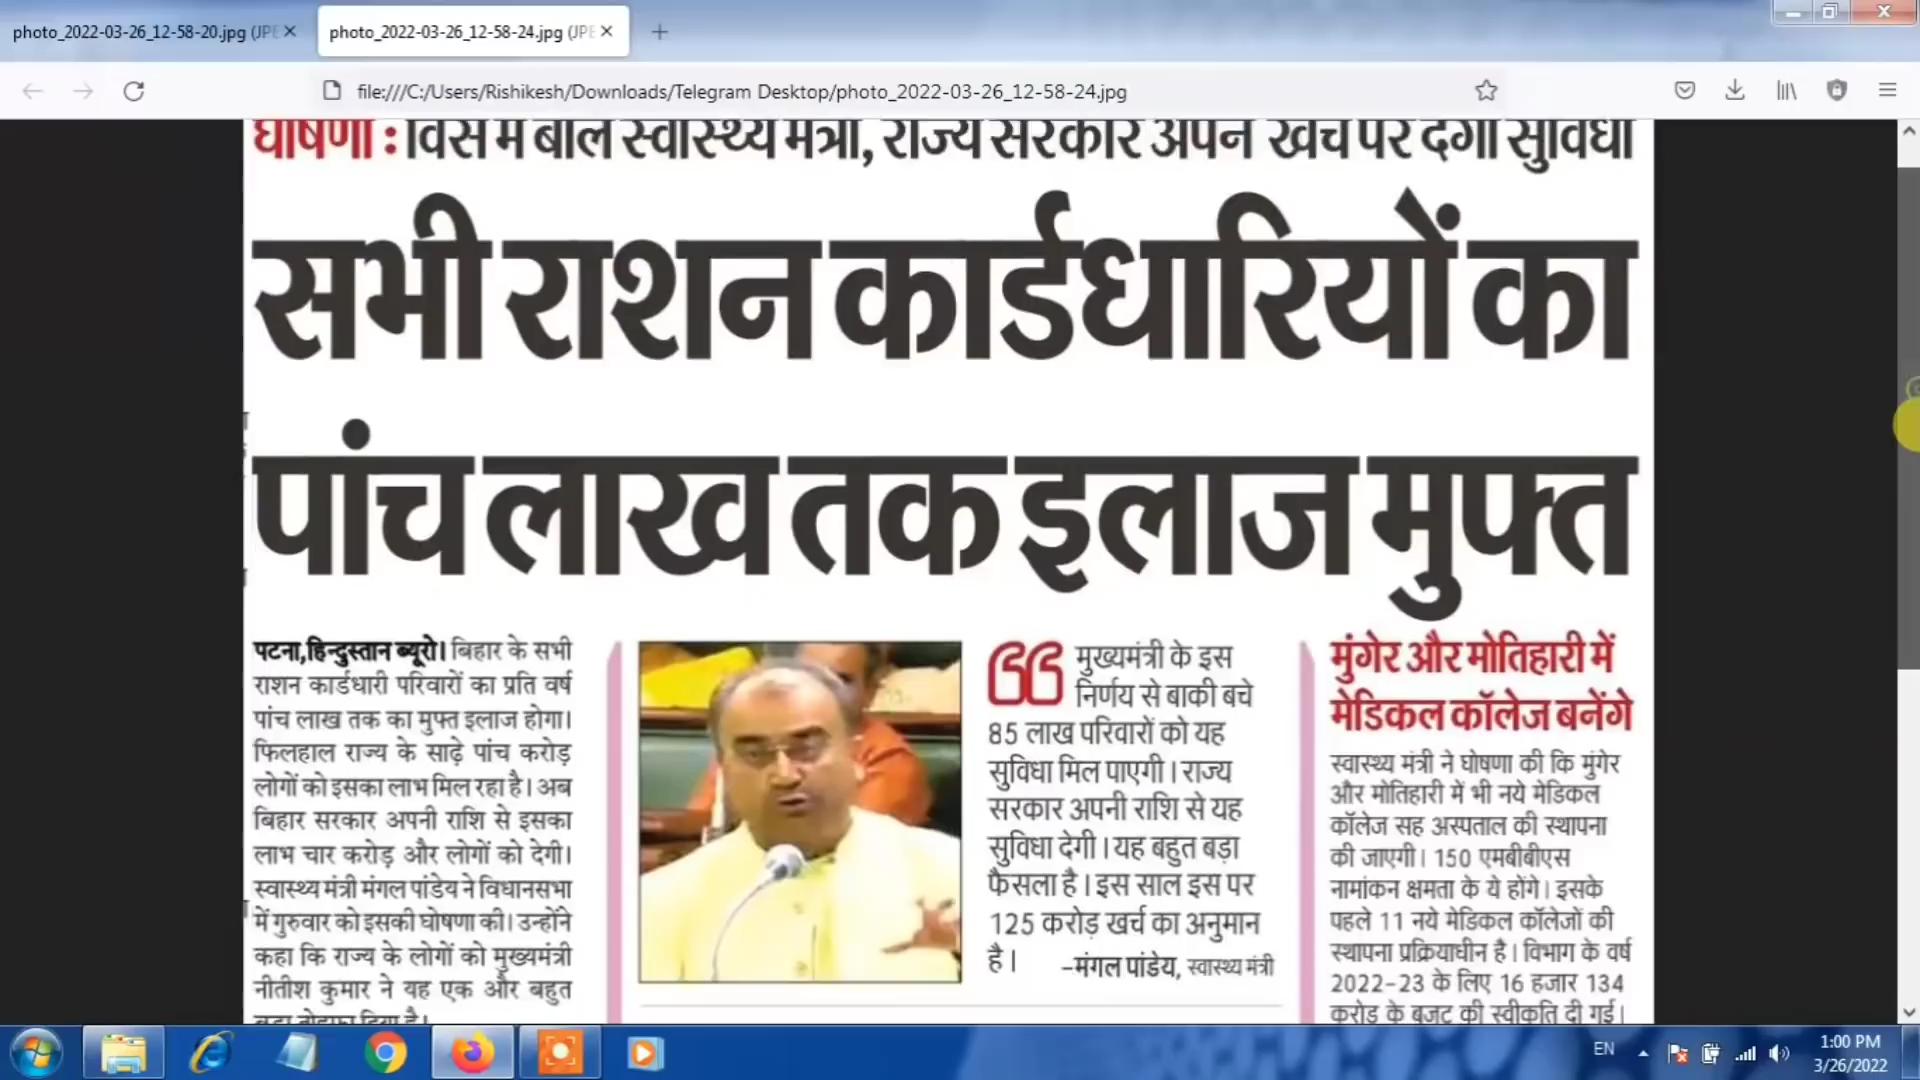 photo_2022-03-26_12-58-20.jpg (JPE
photo_2022-03-26_12-58-24.jpg (JPE
file:///C:/Users/Rishikesh/Downloads/Telegram Desktop/photo_2022-03-26_12-58-24.jpg
घोषणा : विस में बोले स्वास्थ्य मंत्री, राज्य सरकार अपने खर्च पर देगी सुविधा
सभी राशन कार्डधारियों का
पांच लाख तक इलाज मुफ्त
पटना, हिन्दुस्तान ब्यूरो। बिहार के सभी
राशन कार्डधारी परिवारों का प्रति वर्ष
पांच लाख तक का मुफ्त इलाज होगा।
फिलहाल राज्य के साढ़े पांच करोड़
लोगों को इसका लाभ मिल रहा है। अब
बिहार सरकार अपनी राशि से इसका
लाभ चार करोड़ और लोगों को देगी।
स्वास्थ्य मंत्री मंगल पांडेय ने विधानसभा
में गुरुवार को इसकी घोषणा की। उन्होंने
कहा कि राज्य के लोगों को मुख्यमंत्री
नीतीश कुमार ने यह एक और बहुत
बड़ा तोहफा दिया है।
मुख्यमंत्री के इस
निर्णय से बाकी बचे
85 लाख परिवारों को यह
सुविधा मिल पाएगी। राज्य
सरकार अपनी राशि से यह
सुविधा देगी। यह बहुत बड़ा
फैसला है। इस साल इस पर
125 करोड़ खर्च का अनुमान
है।
-मंगल पांडेय, स्वास्थ्य मंत्री
मुंगेर और मोतिहारी में
मेडिकल कॉलेज बनेंगे
स्वास्थ्य मंत्री ने घोषणा की कि मुंगेर
और मोतिहारी में भी नये मेडिकल
कॉलेज सह अस्पताल की स्थापना
की जाएगी। 150 एमबीबीएस
नामांकन क्षमता के ये होंगे। इसके
पहले 11 नये मेडिकल कॉलेजों की
स्थापना प्रक्रियाधीन है। विभाग के वर्ष
2022-23 के लिए 16 हजार 134
करोड़ के बजट की स्वीकृति दी गई।
EN
1:00 PM
3/26/2022